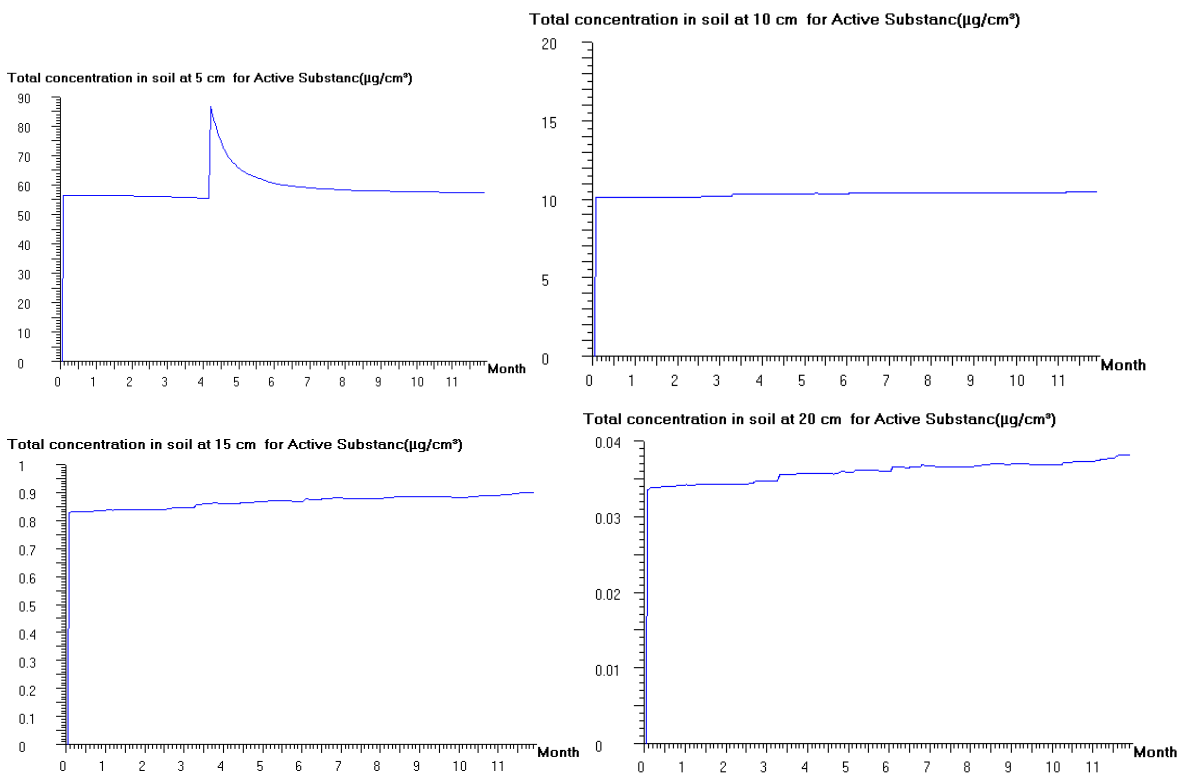 Total concentration in soil at 5 cm for Active Substanc(µg/cm³)
90
80
70
60
50
40
30
20
10
0
0 1 2 3 4 5 6 7 8 9 10 11
Month
Total concentration in soil at 10 cm for Active Substanc(µg/cm³)
20
15
10
5
0
0 1 2 3 4 5 6 7 8 9 10 11
Month
Total concentration in soil at 15 cm for Active Substanc(µg/cm³)
1
0.9
0.8
0.7
0.6
0.5
0.4
0.3
0.2
0.1
0
0 1 2 3 4 5 6 7 8 9 10 11
Month
Total concentration in soil at 20 cm for Active Substanc(µg/cm³)
0.04
0.03
0.02
0.01
0
0 1 2 3 4 5 6 7 8 9 10 11
Month